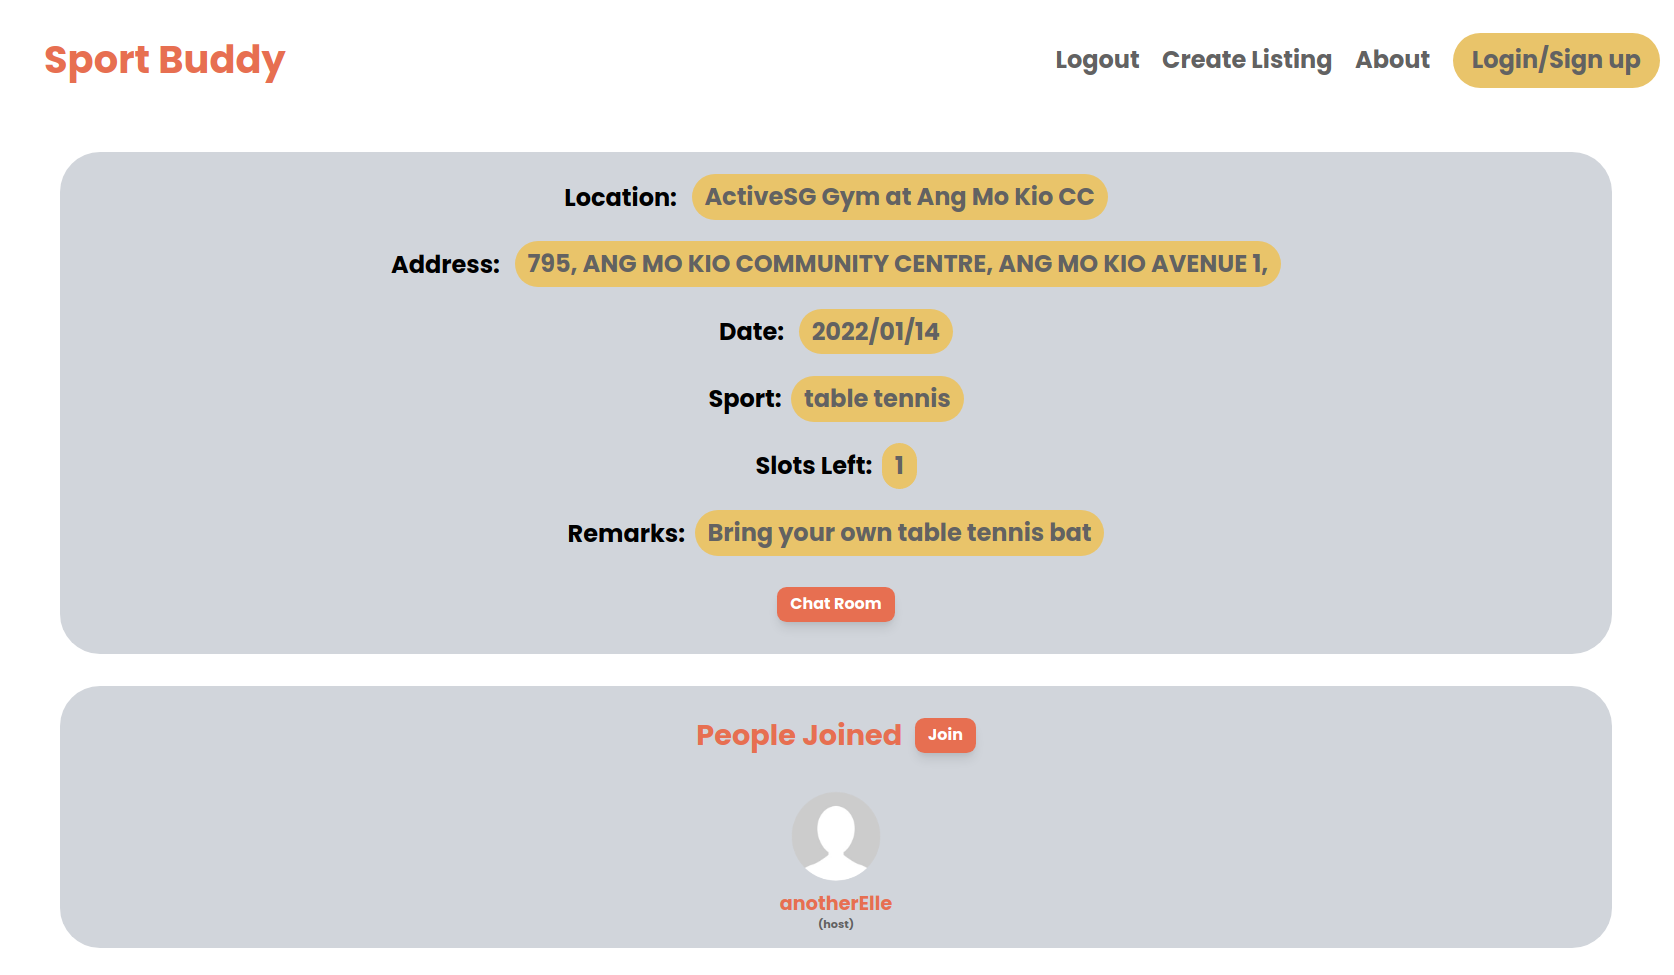 Sport Buddy
Logout Create Listing About Login/Sign up
Location: ActiveSG Gym at Ang Mo Kio CC
Address: 795, ANG MO KIO COMMUNITY CENTRE, ANG MO KIO AVENUE 1,
Date: 2022/01/14
Sport: table tennis
Slots Left: 1
Remarks: Bring your own table tennis bat
Chat Room
People Joined Join
anotherElle
(host)